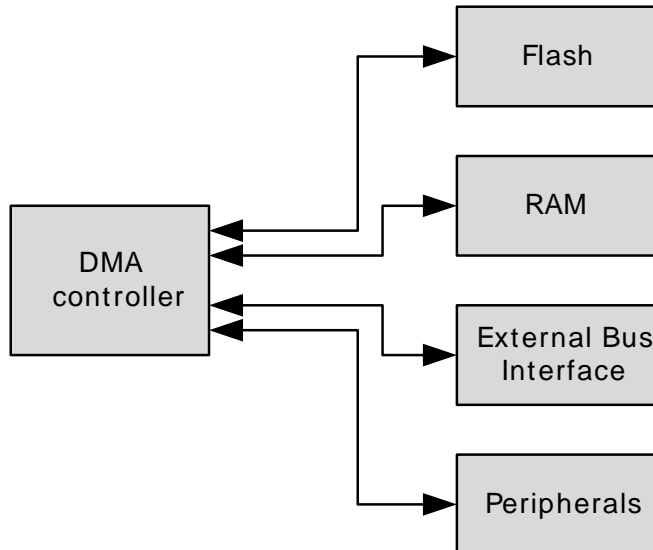 Flash
RAM
DMA
controller
External Bus
Interface
Peripherals